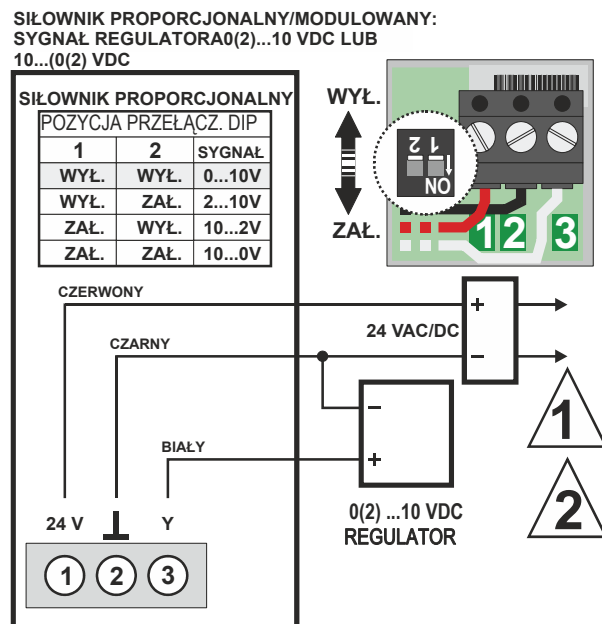 SIŁOWNIK PROPORCJONALNY/MODULOWANY:
SYGNAŁ REGULATORA0(2)...10 VDC LUB
10...(0(2) VDC
SIŁOWNIK PROPORCJONALNY
POZYCJA PRZEŁĄCZ. DIP
1 2 SYGNAŁ
WYŁ. WYŁ. 0...10V
WYŁ. ZAŁ. 2...10V
ZAŁ. WYŁ. 10...2V
ZAŁ. ZAŁ. 10...0V
WYŁ.
ZAŁ.
1 2
ON
1 2 3
CZERWONY
+
24 VAC/DC
CZARNY
–
–
BIAŁY
+
1
2
0(2) ...10 VDC
REGULATOR
24 V Y
1 2 3